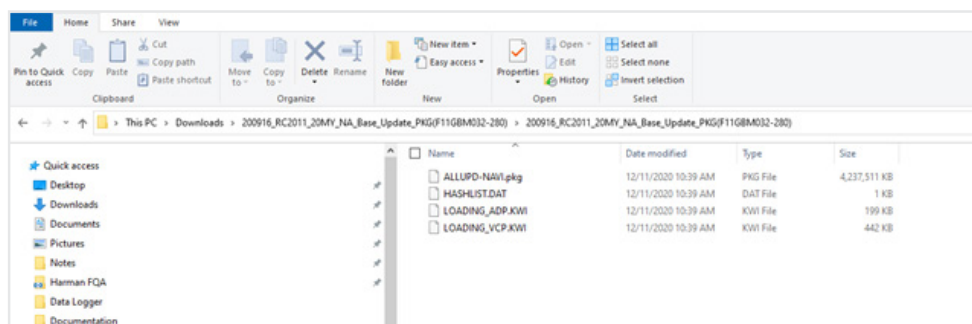 File Home Share View
Pin to Quick access
Copy
Paste
Cut
Copy path
Paste shortcut
Move to
Copy to
Delete
Rename
New folder
New item
Easy access
Properties
Open
Edit
History
Select all
Select none
Invert selection
Clipboard Organize New Open Select
This PC > Downloads > 200916_RC2011_20MY_NA_Base_Update_PKG(F11GBM032-280) > 200916_RC2011_20MY_NA_Base_Update_PKG(F11GBM032-280)
Quick access
Desktop
Downloads
Documents
Pictures
Notes
Harman FQA
Data Logger
Documentation
Name Date modified Type Size
ALLUPD-NAVI.pkg 12/11/2020 10:39 AM PKG File 4,237,511 KB
HASHLIST.DAT 12/11/2020 10:39 AM DAT File 1 KB
LOADING_ADP.KWI 12/11/2020 10:39 AM KWI File 199 KB
LOADING_VCP.KWI 12/11/2020 10:39 AM KWI File 442 KB